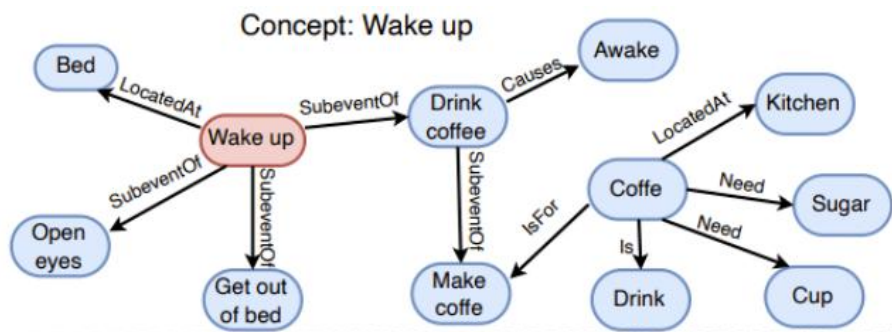 Concept: Wake up
Bed
LocatedAt
Wake up
SubeventOf
Drink
coffee
Causes
Awake
SubeventOf
Open
eyes
SubeventOf
Get out
of bed
SubeventOf
Make
coffe
IsFor
Coffe
LocatedAt
Kitchen
Need
Sugar
Need
Cup
Is
Drink